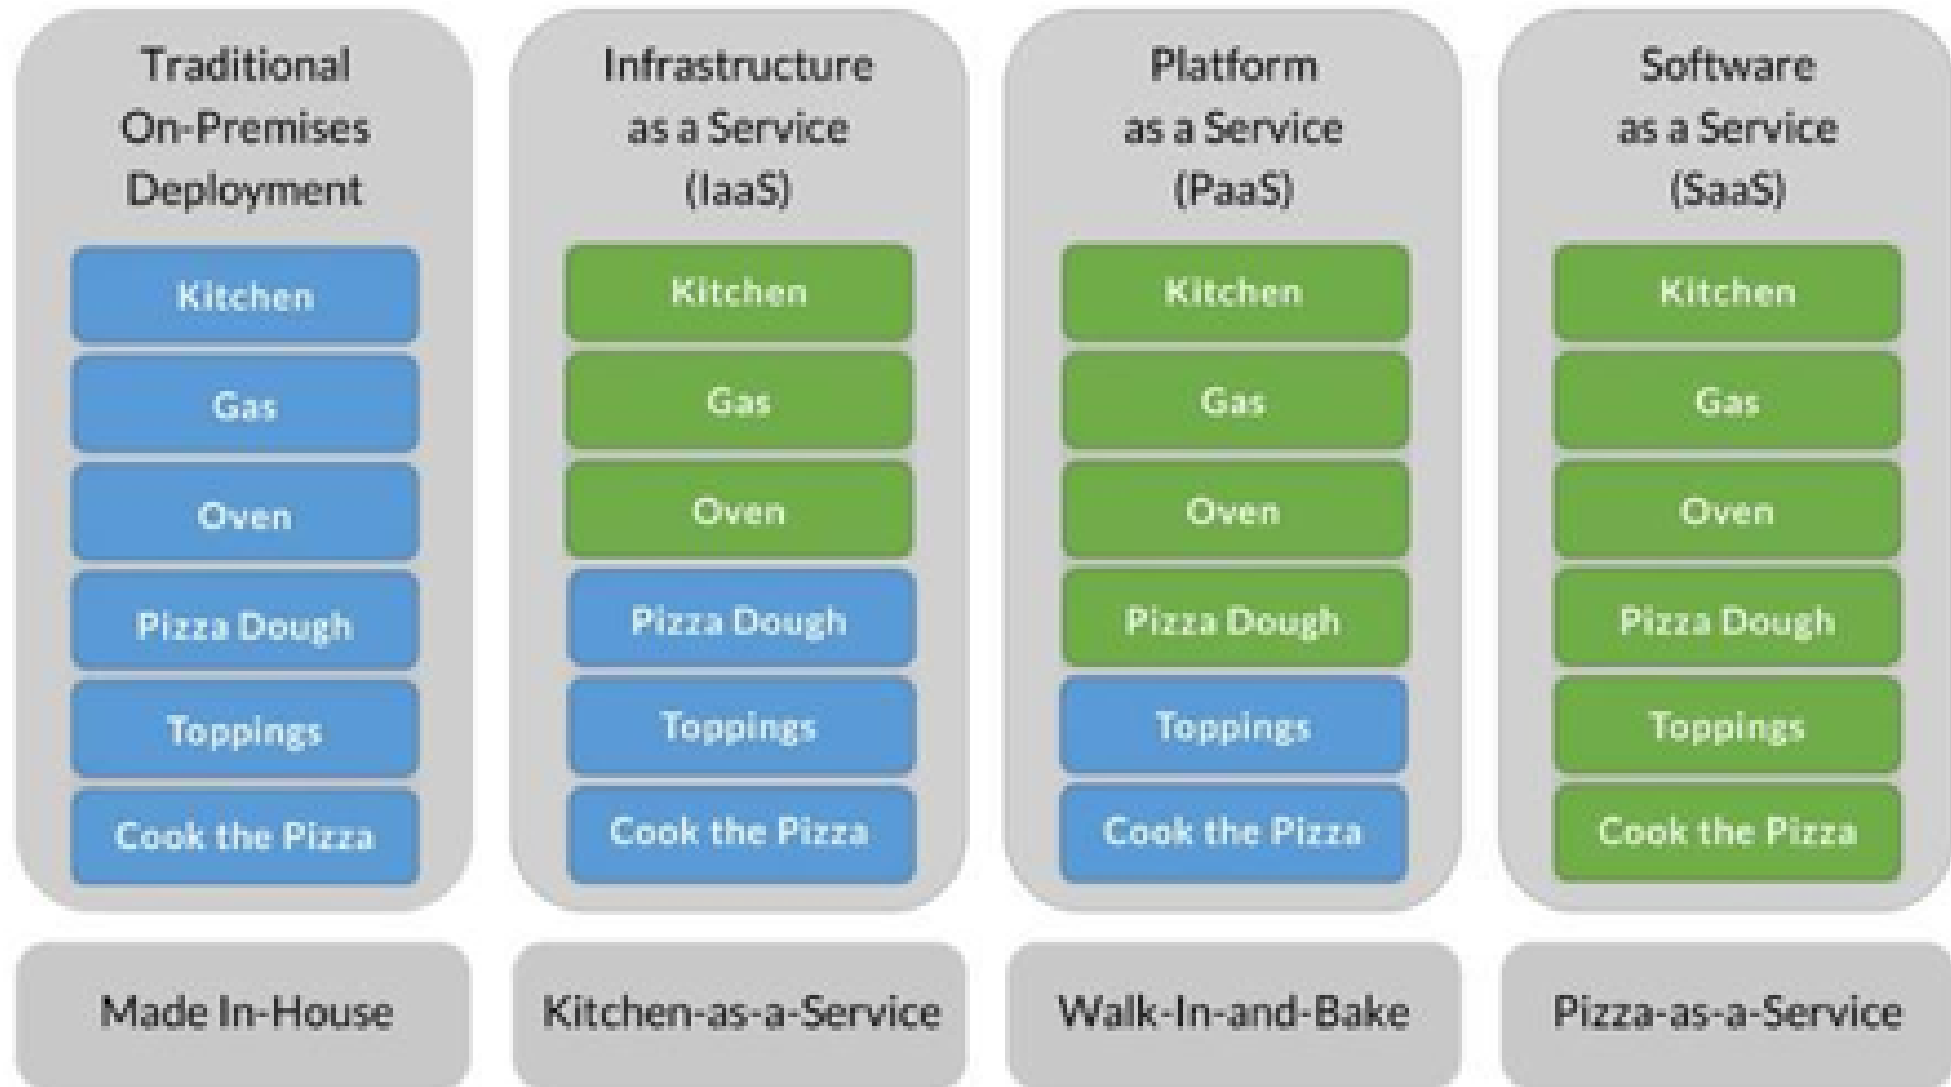 Traditional
On-Premises
Deployment
Kitchen
Gas
Oven
Pizza Dough
Toppings
Cook the Pizza
Made In-House
Infrastructure
as a Service
(IaaS)
Kitchen
Gas
Oven
Pizza Dough
Toppings
Cook the Pizza
Kitchen-as-a-Service
Platform
as a Service
(PaaS)
Kitchen
Gas
Oven
Pizza Dough
Toppings
Cook the Pizza
Walk-In-and-Bake
Software
as a Service
(SaaS)
Kitchen
Gas
Oven
Pizza Dough
Toppings
Cook the Pizza
Pizza-as-a-Service